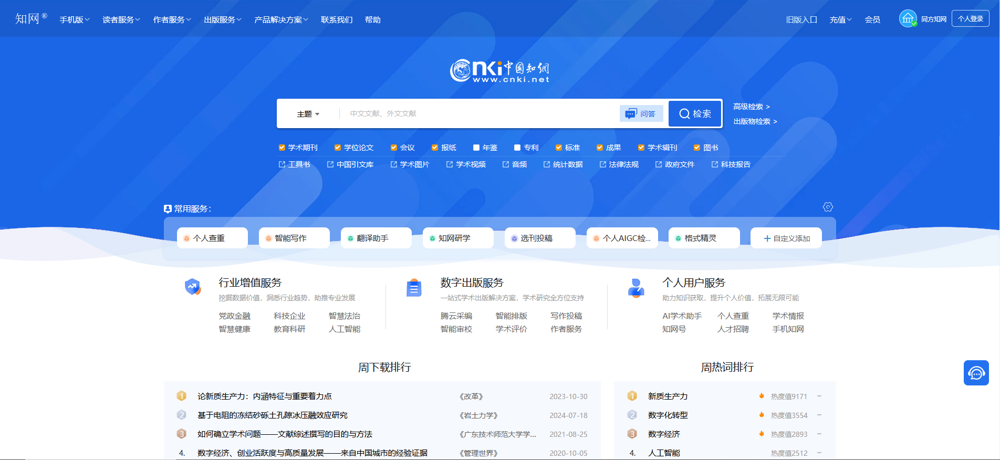 知网®
手机版 读者服务 作者服务 出版服务 产品解决方案 联系我们 帮助
旧版入口 充值 会员 同方知网 个人登录
Cnki中国知網
www.cnki.net
主题 中文文献、外文文献 问答 检索
高级检索 >
出版物检索 >
学术期刊 学位论文 会议 报纸 年鉴 专利 标准 成果 学术辑刊 图书
工具书 中国引文库 学术图片 学术视频 音频 统计数据 法律法规 政府文件 科技报告
常用服务：
个人查重 智能写作 翻译助手 知网研学 选刊投稿 个人AIGC检... 格式精灵 +自定义添加
行业增值服务
挖掘数据价值，洞悉行业趋势，助推专业发展
党政金融 科技企业 智慧法治
智慧健康 教育科研 人工智能
数字出版服务
一站式学术出版解决方案，学术研究全方位支持
腾云采编 智能排版 写作投稿
智能审校 学术评价 作者服务
个人用户服务
助力知识获取，提升个人价值，拓展无限可能
AI学术助手 个人查重 学术情报
知网号 人才招聘 手机知网
周下载排行
1 论新质生产力：内涵特征与重要着力点 《改革》 2023-10-30
2 基于电阻的冻结砂砾土孔隙冰压融效应研究 《岩土力学》 2024-07-18
3 如何确立学术问题——文献综述撰写的目的与方法 《广东技术师范大学学... 2021-08-25
4. 数字经济、创业活跃度与高质量发展——来自中国城市的经验证据 《管理世界》 2020-10-05
周热词排行
1 新质生产力 热度值9171 −
2 数字化转型 热度值3554 −
3 数字经济 热度值2893 −
4. 人工智能 热度值2512 −